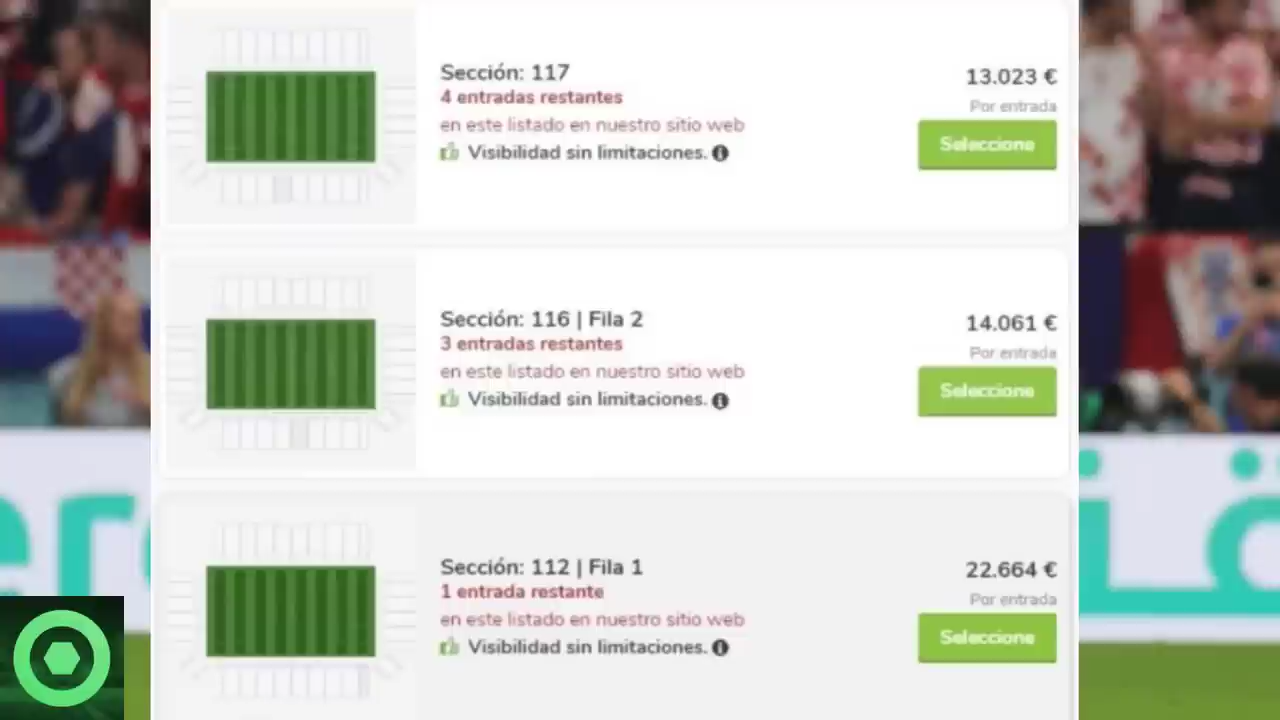 Sección: 117
4 entradas restantes
en este listado en nuestro sitio web
Visibilidad sin limitaciones.
13.023 €
Por entrada
Seleccione
Sección: 116 | Fila 2
3 entradas restantes
en este listado en nuestro sitio web
Visibilidad sin limitaciones.
14.061 €
Por entrada
Seleccione
Sección: 112 | Fila 1
1 entrada restante
en este listado en nuestro sitio web
Visibilidad sin limitaciones.
22.664 €
Por entrada
Seleccione